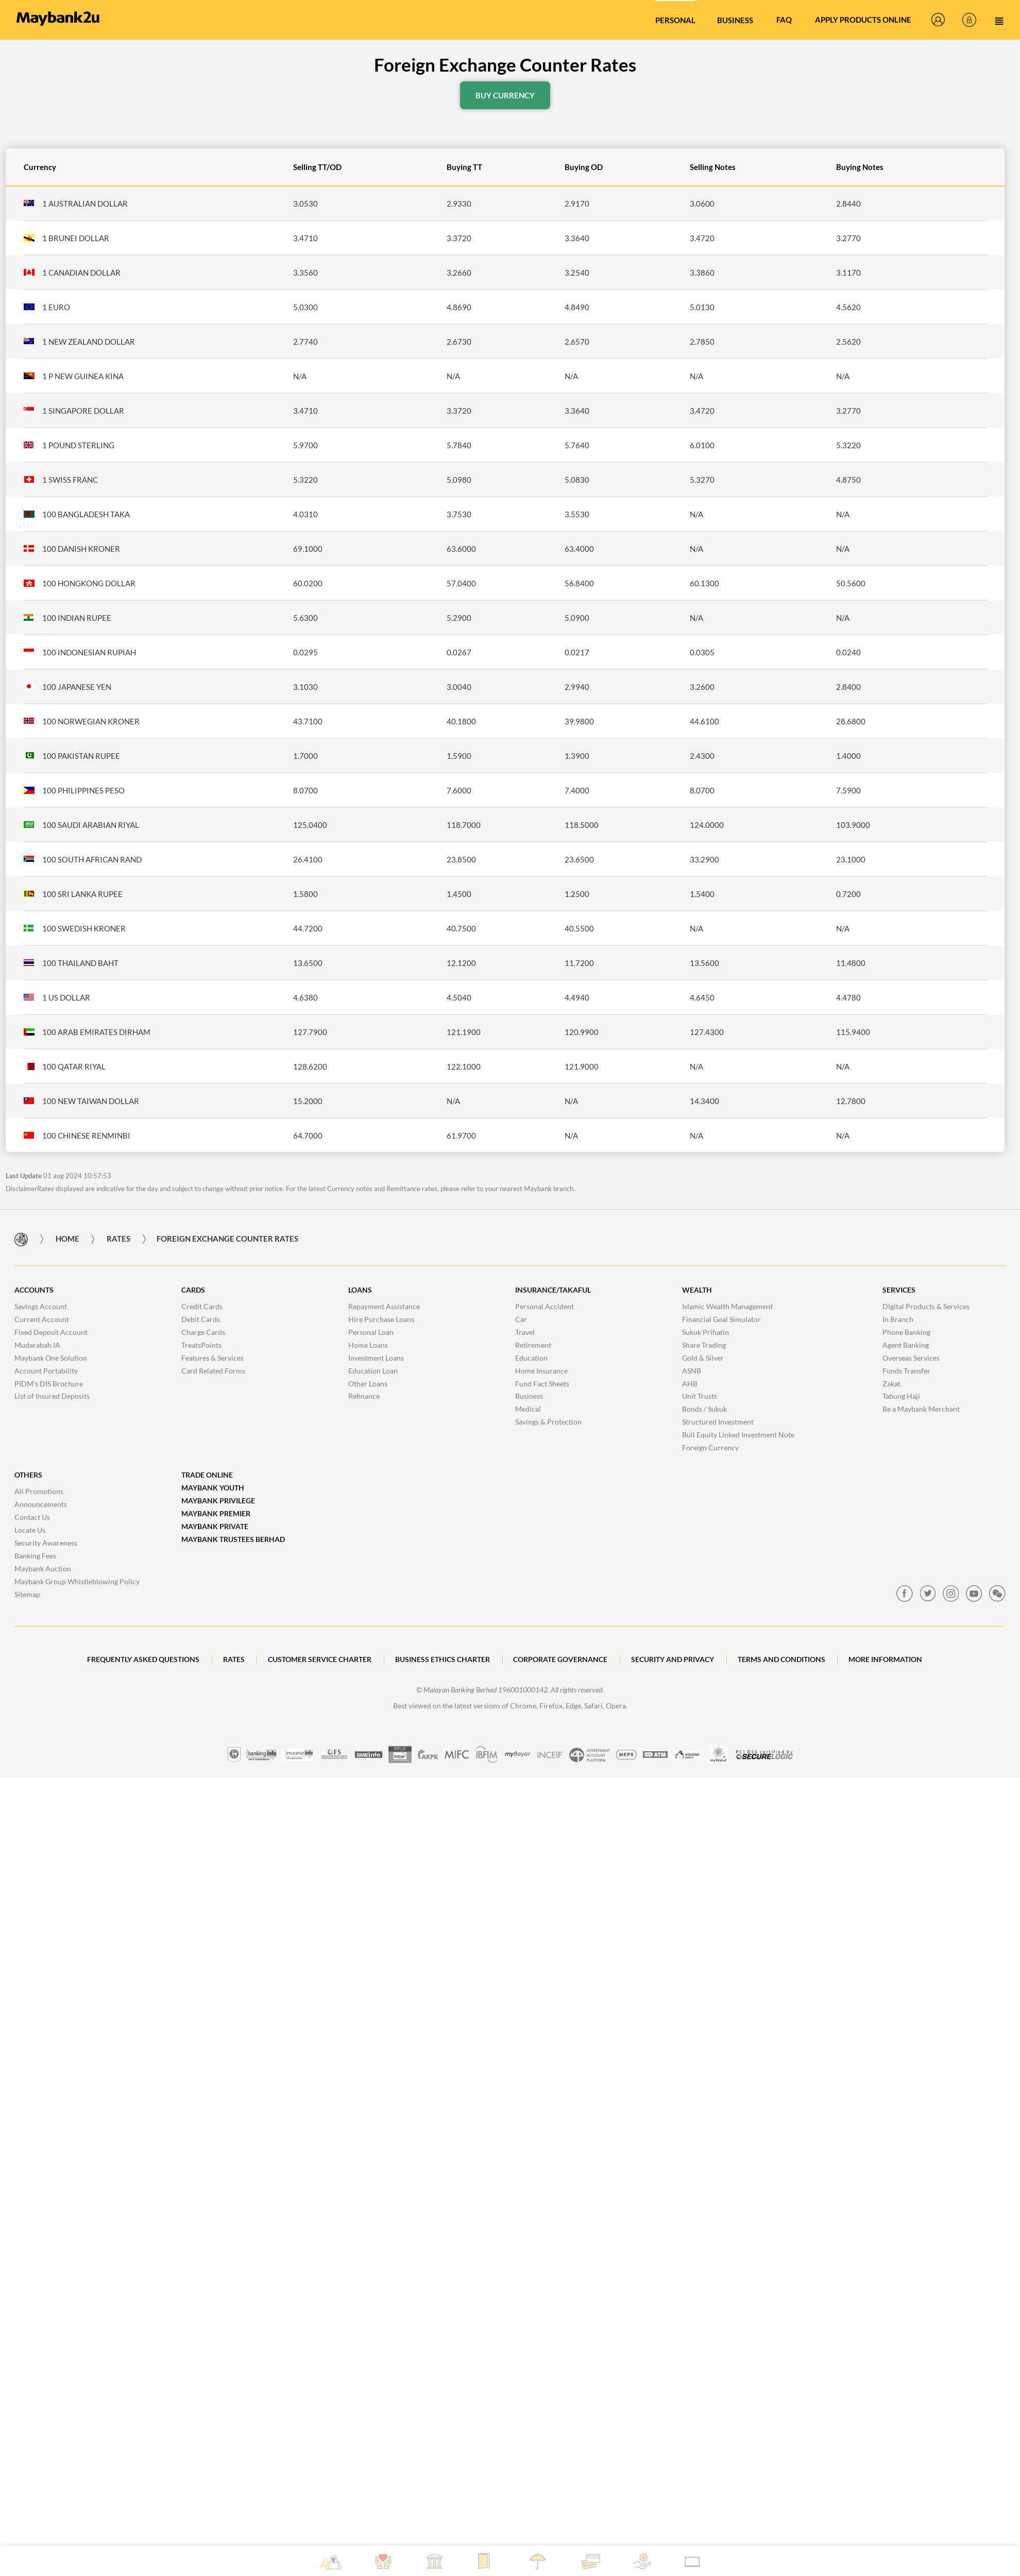 Maybank2u
PERSONAL BUSINESS FAQ APPLY PRODUCTS ONLINE
Foreign Exchange Counter Rates
BUY CURRENCY
Currency Selling TT/OD Buying TT Buying OD Selling Notes Buying Notes
1 AUSTRALIAN DOLLAR 3.0530 2.9330 2.9170 3.0600 2.8440
1 BRUNEI DOLLAR 3.4710 3.3720 3.3640 3.4720 3.2770
1 CANADIAN DOLLAR 3.3560 3.2660 3.2540 3.3860 3.1170
1 EURO 5.0300 4.8690 4.8490 5.0130 4.5620
1 NEW ZEALAND DOLLAR 2.7740 2.6730 2.6570 2.7850 2.5620
1 P NEW GUINEA KINA N/A N/A N/A N/A N/A
1 SINGAPORE DOLLAR 3.4710 3.3720 3.3640 3.4720 3.2770
1 POUND STERLING 5.9700 5.7840 5.7640 6.0100 5.3220
1 SWISS FRANC 5.3220 5.0980 5.0830 5.3270 4.8750
100 BANGLADESH TAKA 4.0310 3.7530 3.5530 N/A N/A
100 DANISH KRONER 69.1000 63.6000 63.4000 N/A N/A
100 HONGKONG DOLLAR 60.0200 57.0400 56.8400 60.1300 50.5600
100 INDIAN RUPEE 5.6300 5.2900 5.0900 N/A N/A
100 INDONESIAN RUPIAH 0.0295 0.0267 0.0217 0.0305 0.0240
100 JAPANESE YEN 3.1030 3.0040 2.9940 3.2600 2.8400
100 NORWEGIAN KRONER 43.7100 40.1800 39.9800 44.6100 28.6800
100 PAKISTAN RUPEE 1.7000 1.5900 1.3900 2.4300 1.4000
100 PHILIPPINES PESO 8.0700 7.6000 7.4000 8.0700 7.5900
100 SAUDI ARABIAN RIYAL 125.0400 118.7000 118.5000 124.0000 103.9000
100 SOUTH AFRICAN RAND 26.4100 23.8500 23.6500 33.2900 23.1000
100 SRI LANKA RUPEE 1.5800 1.4500 1.2500 1.5400 0.7200
100 SWEDISH KRONER 44.7200 40.7500 40.5500 N/A N/A
100 THAILAND BAHT 13.6500 12.1200 11.7200 13.5600 11.4800
1 US DOLLAR 4.6380 4.5040 4.4940 4.6450 4.4780
100 ARAB EMIRATES DIRHAM 127.7900 121.1900 120.9900 127.4300 115.9400
100 QATAR RIYAL 128.6200 122.1000 121.9000 N/A N/A
100 NEW TAIWAN DOLLAR 15.2000 N/A N/A 14.3400 12.7800
100 CHINESE RENMINBI 64.7000 61.9700 N/A N/A N/A
Last Update 01 aug 2024 10:57:53
DisclaimerRates displayed are indicative for the day and subject to change without prior notice. For the latest Currency notes and Remittance rates, please refer to your nearest Maybank branch.
HOME RATES FOREIGN EXCHANGE COUNTER RATES
ACCOUNTS
Savings Account
Current Account
Fixed Deposit Account
Mudarabah IA
Maybank One Solution
Account Portability
PIDM's DIS Brochure
List of Insured Deposits
CARDS
Credit Cards
Debit Cards
Charge Cards
TreatsPoints
Features & Services
Card Related Forms
LOANS
Repayment Assistance
Hire Purchase Loans
Personal Loan
Home Loans
Investment Loans
Education Loan
Other Loans
Refinance
INSURANCE/TAKAFUL
Personal Accident
Car
Travel
Retirement
Education
Home Insurance
Fund Fact Sheets
Business
Medical
Savings & Protection
WEALTH
Islamic Wealth Management
Financial Goal Simulator
Sukuk Prihatin
Share Trading
Gold & Silver
ASNB
AHB
Unit Trusts
Bonds / Sukuk
Structured Investment
Bull Equity Linked Investment Note
Foreign Currency
SERVICES
Digital Products & Services
In Branch
Phone Banking
Agent Banking
Overseas Services
Funds Transfer
Zakat
Tabung Haji
Be a Maybank Merchant
OTHERS
All Promotions
Announcements
Contact Us
Locate Us
Security Awareness
Banking Fees
Maybank Auction
Maybank Group Whistleblowing Policy
Sitemap
TRADE ONLINE
MAYBANK YOUTH
MAYBANK PRIVILEGE
MAYBANK PREMIER
MAYBANK PRIVATE
MAYBANK TRUSTEES BERHAD
FREQUENTLY ASKED QUESTIONS RATES CUSTOMER SERVICE CHARTER BUSINESS ETHICS CHARTER CORPORATE GOVERNANCE SECURITY AND PRIVACY TERMS AND CONDITIONS MORE INFORMATION
© Malayan Banking Berhad 196001000142. All rights reserved.
Best viewed on the latest versions of Chrome, Firefox, Edge, Safari, Opera.
bankinginfo insuranceinfo OFS SMEinfo PIDM AKPK MIFC IBFIM myBayar INCEIF INVESTMENT ACCOUNT PLATFORM MEPS ATM HOUSING WATCH myWakaf PCI DSS certified by SECURELOGIC